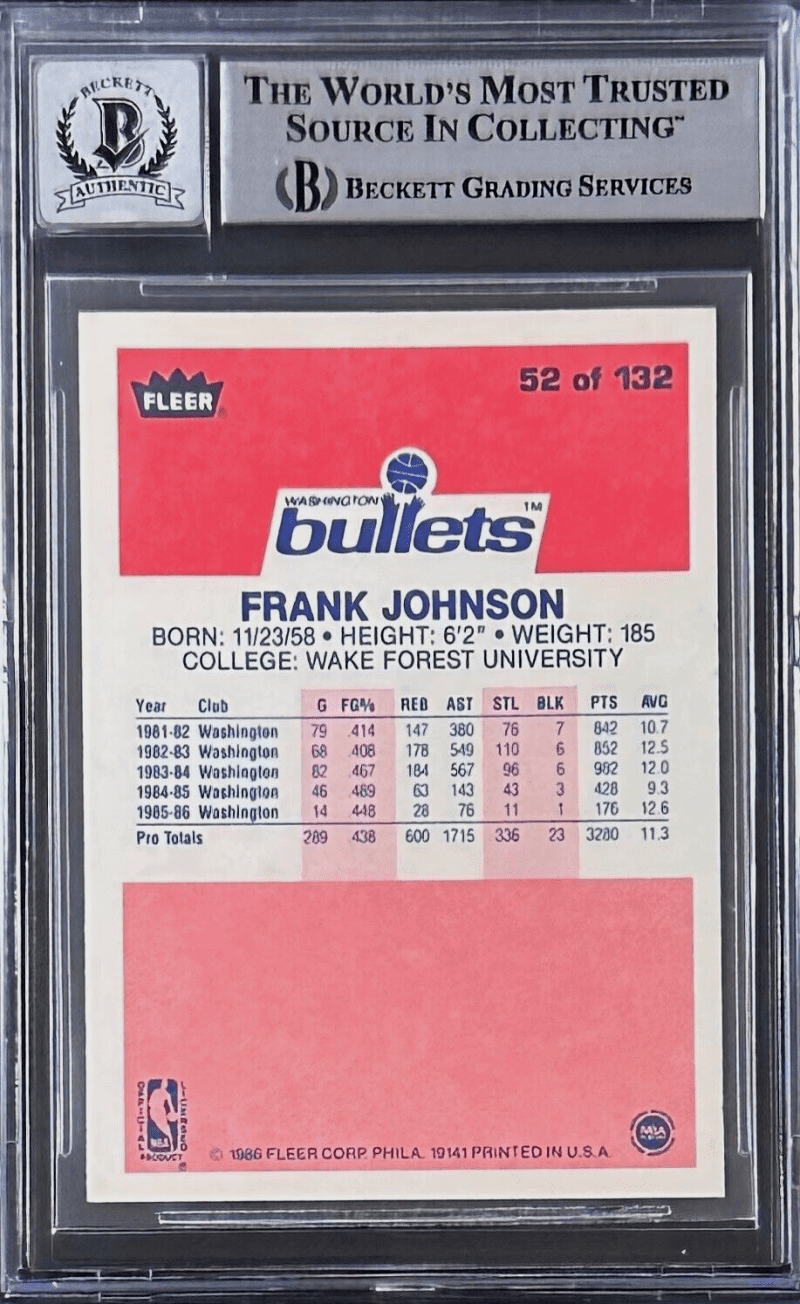 BECKETT
B
AUTHENTIC
THE WORLD'S MOST TRUSTED
SOURCE IN COLLECTING™
(B) BECKETT GRADING SERVICES
FLEER® 52 of 132
WASHINGTON
bullets™
FRANK JOHNSON
BORN: 11/23/58 • HEIGHT: 6'2" • WEIGHT: 185
COLLEGE: WAKE FOREST UNIVERSITY
Year Club G FG% REB AST STL BLK PTS AVG
1981-82 Washington 79 .414 147 380 76 7 842 10.7
1982-83 Washington 68 .408 178 549 110 6 852 12.5
1983-84 Washington 82 .467 184 567 96 6 982 12.0
1984-85 Washington 46 .489 63 143 43 3 428 9.3
1985-86 Washington 14 .448 28 76 11 1 176 12.6
Pro Totals 289 .438 600 1715 336 23 3280 11.3
OFFICIAL LICENSED
NBA
PRODUCT ®
© 1986 FLEER CORP. PHILA. 19141 PRINTED IN U.S.A.